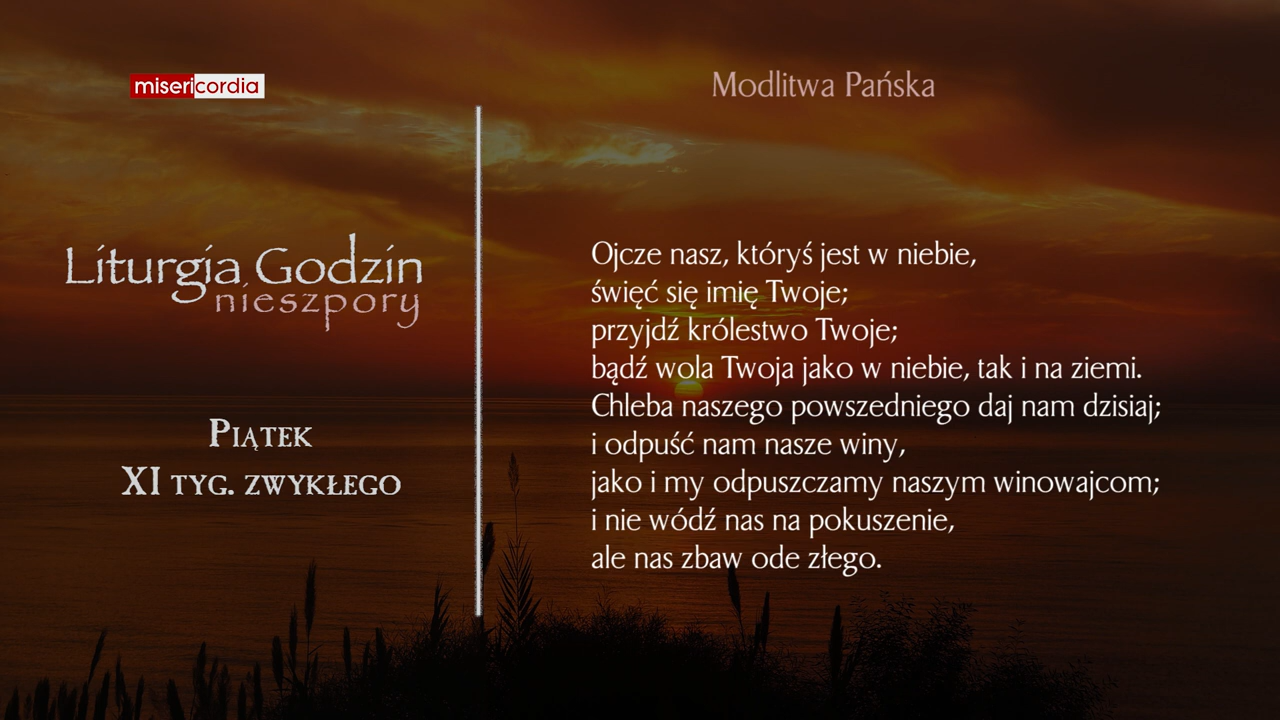 misericordia
Liturgia Godzin
nieszpory
Piątek
XI tyg. zwykłego
Modlitwa Pańska
Ojcze nasz, któryś jest w niebie,
święć się imię Twoje;
przyjdź królestwo Twoje;
bądź wola Twoja jako w niebie, tak i na ziemi.
Chleba naszego powszedniego daj nam dzisiaj;
i odpuść nam nasze winy,
jako i my odpuszczamy naszym winowajcom;
i nie wódź nas na pokuszenie,
ale nas zbaw ode złego.